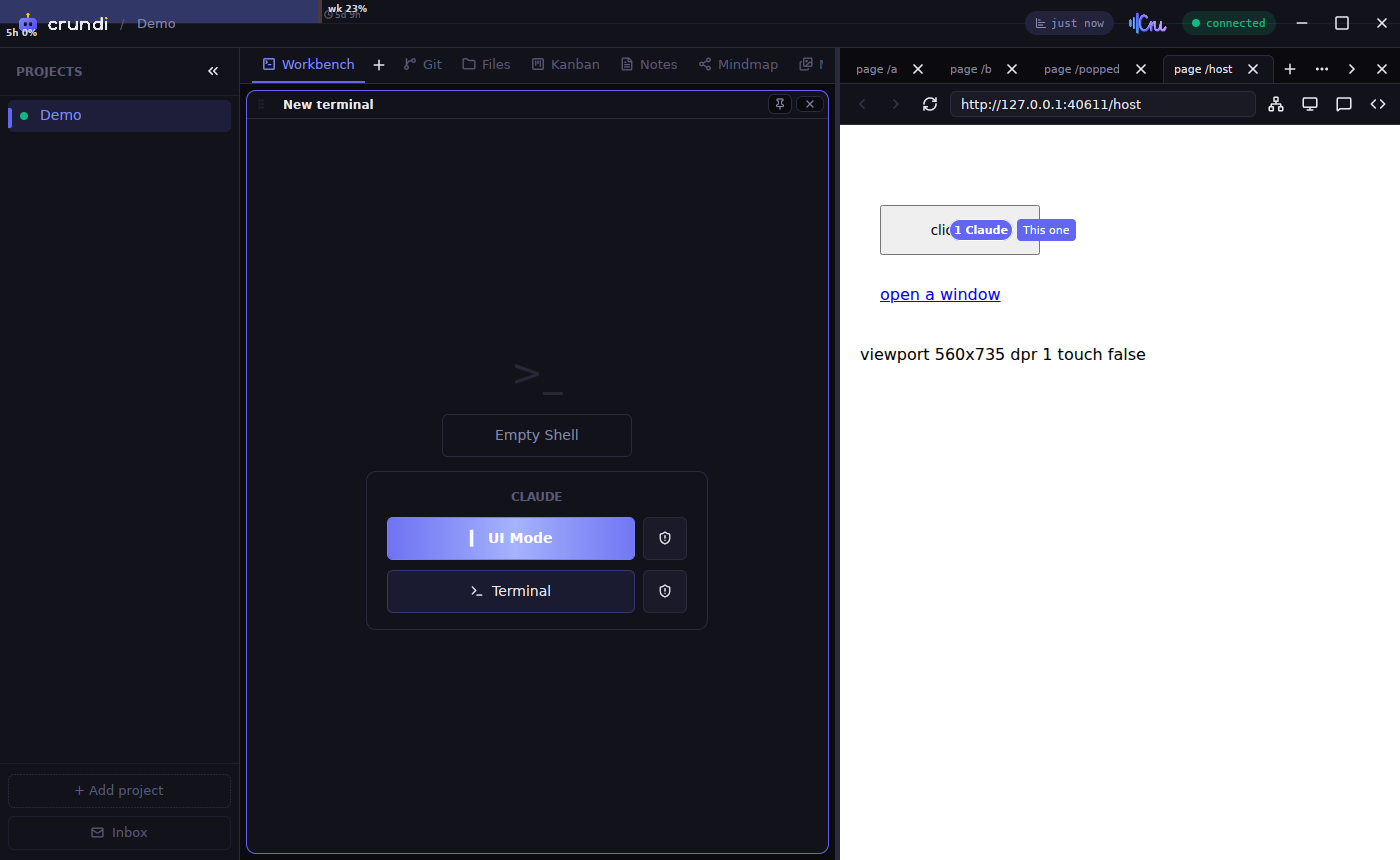 wk 23%
5d 9h
5h 0%
crundi / Demo
just now
Cru
connected
PROJECTS
Demo
+ Add project
Inbox
Workbench
Git
Files
Kanban
Notes
Mindmap
New terminal
>_
Empty Shell
CLAUDE
UI Mode
Terminal
page /a
page /b
page /popped
page /host
http://127.0.0.1:40611/host
1 Claude
This one
open a window
viewport 560x735 dpr 1 touch false